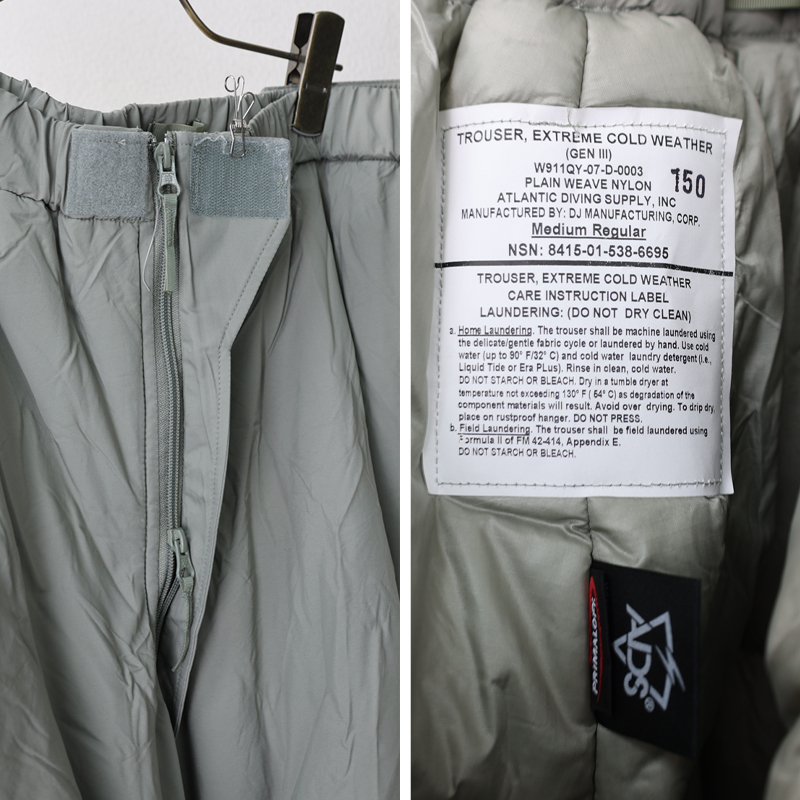 TROUSER, EXTREME COLD WEATHER
(GEN III)
W911QY-07-D-0003
PLAIN WEAVE NYLON
150
ATLANTIC DIVING SUPPLY, INC
MANUFACTURED BY: DJ MANUFACTURING, CORP.
Medium Regular
NSN: 8415-01-538-6695
TROUSER, EXTREME COLD WEATHER
CARE INSTRUCTION LABEL
LAUNDERING: (DO NOT DRY CLEAN)
a. Home Laundering. The trouser shall be machine laundered using
the delicate/gentle fabric cycle or laundered by hand. Use cold
water (up to 90° F/32° C) and cold water laundry detergent (i.e.,
Liquid Tide or Era PLus). Rinse in clean, cold water.
DO NOT STARCH OR BLEACH. Dry in a tumble dryer at
temperature not exceeding 130° F ( 54° C) as degradation of the
component materials will result. Avoid over drying. To drip dry,
place on rustproof hanger. DO NOT PRESS.
b. Field Laundering. The trouser shall be field laundered using
Formula II of FM 42-414, Appendix E.
DO NOT STARCH OR BLEACH.
PRIMALOFT
ADS®